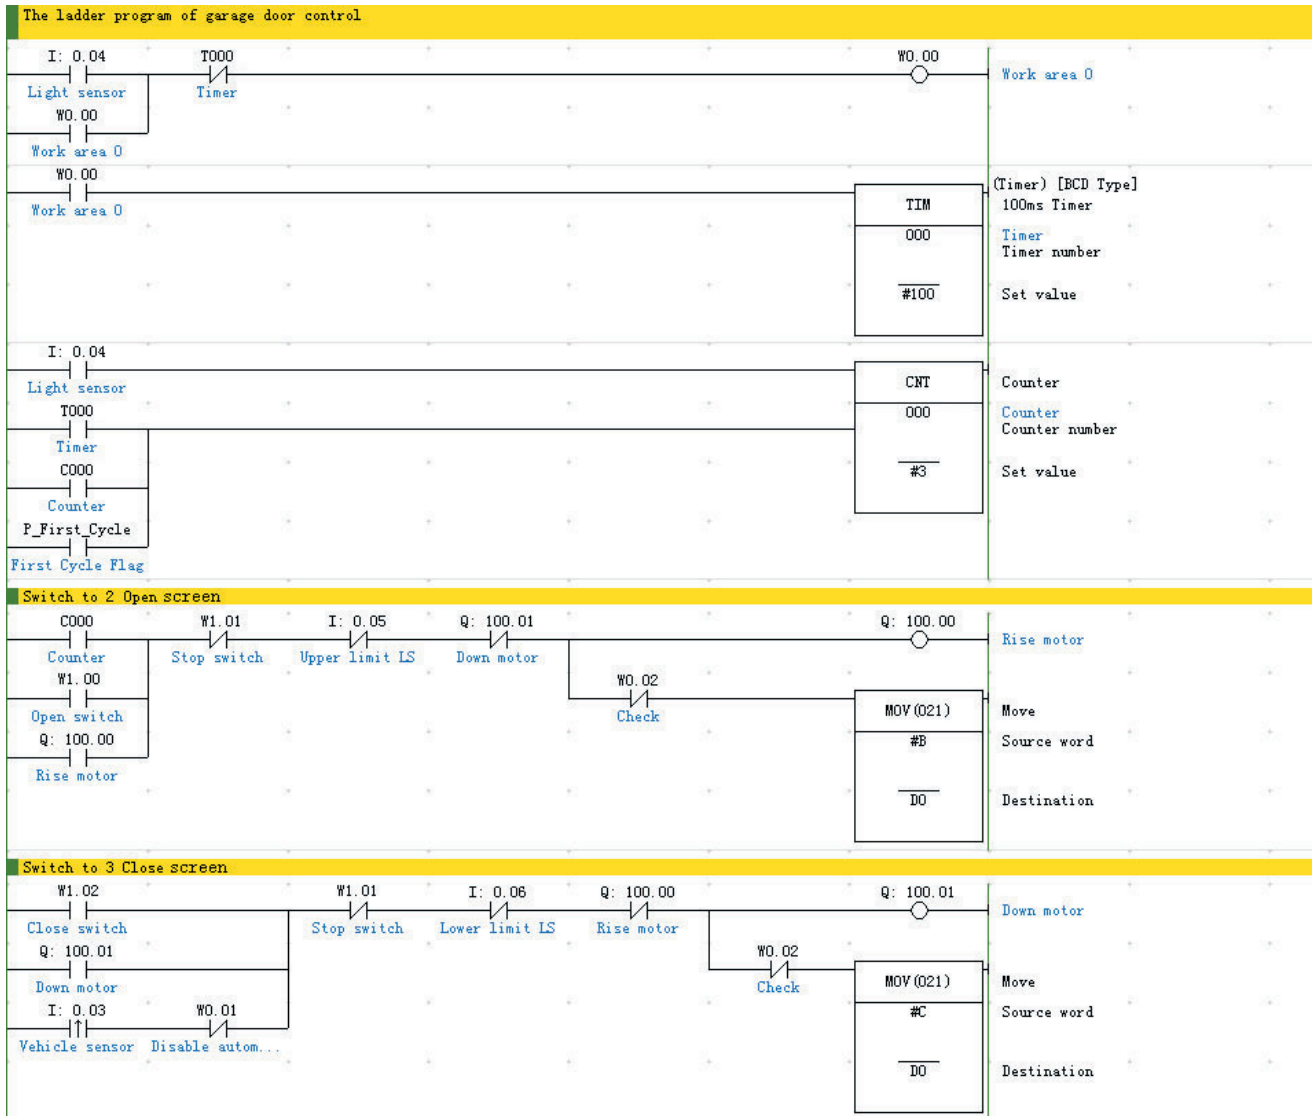 The ladder program of garage door control
I: 0.04 T000 W0.00
Work area 0
Light sensor Timer
W0.00
Work area 0
W0.00
Work area 0
(Timer) [BCD Type]
TIM 100ms Timer
000 Timer
Timer number
#100 Set value
I: 0.04
Light sensor
CNT Counter
T000
000 Counter
Counter number
Timer
C000
#3 Set value
Counter
P_First_Cycle
First Cycle Flag
Switch to 2 Open screen
C000 W1.01 I: 0.05 Q: 100.01 Q: 100.00
Rise motor
Counter Stop switch Upper limit LS Down motor
W1.00 W0.02
Open switch Check
MOV(021) Move
Q: 100.00
#B Source word
Rise motor
D0 Destination
Switch to 3 Close screen
W1.02 W1.01 I: 0.06 Q: 100.00 Q: 100.01
Down motor
Close switch Stop switch Lower limit LS Rise motor
Q: 100.01 W0.02
Down motor Check
MOV(021) Move
I: 0.03 W0.01
#C Source word
Vehicle sensor Disable autom...
D0 Destination